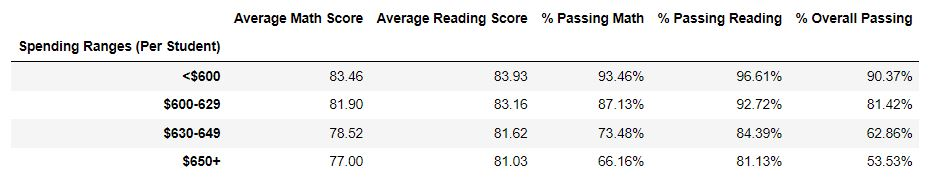 Average Math Score Average Reading Score % Passing Math % Passing Reading % Overall Passing
Spending Ranges (Per Student)
<$600 83.46 83.93 93.46% 96.61% 90.37%
$600-629 81.90 83.16 87.13% 92.72% 81.42%
$630-649 78.52 81.62 73.48% 84.39% 62.86%
$650+ 77.00 81.03 66.16% 81.13% 53.53%